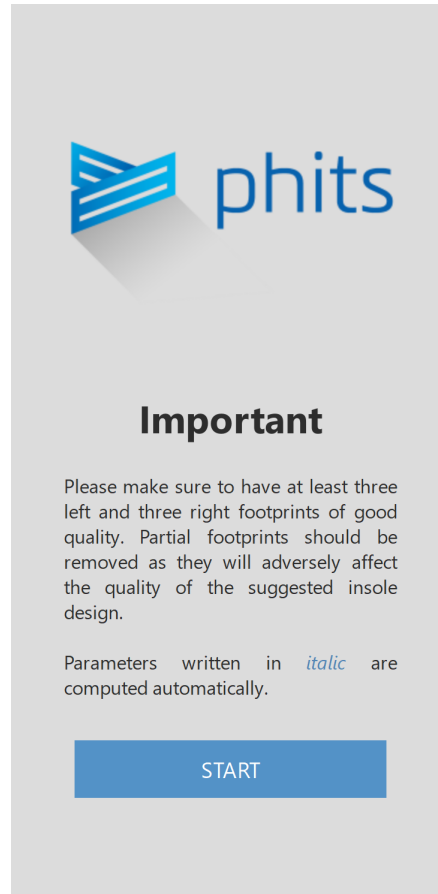 phits
Important
Please make sure to have at least three
left and three right footprints of good
quality. Partial footprints should be
removed as they will adversely affect
the quality of the suggested insole
design.
Parameters written in italic are
computed automatically.
START